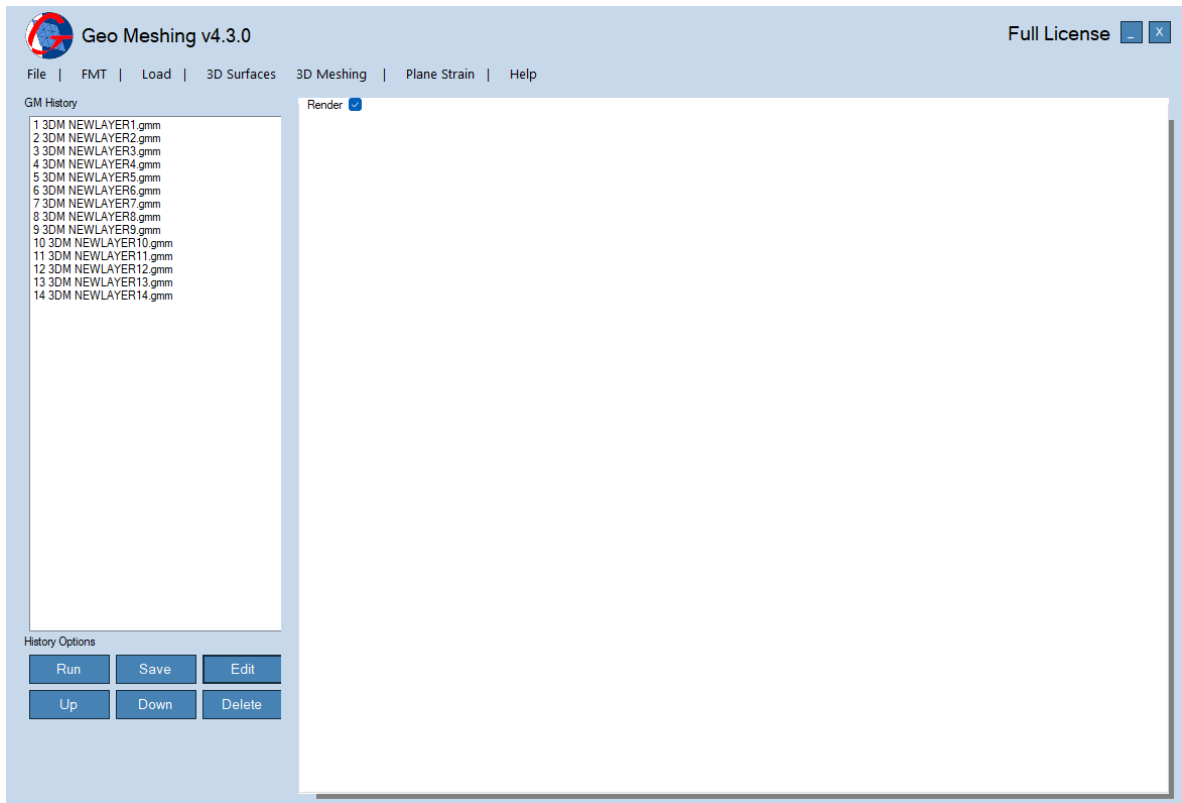 Geo Meshing v4.3.0
Full License _ X
File | FMT | Load | 3D Surfaces 3D Meshing | Plane Strain | Help
GM History
Render
1 3DM NEWLAYER1.gmm
2 3DM NEWLAYER2.gmm
3 3DM NEWLAYER3.gmm
4 3DM NEWLAYER4.gmm
5 3DM NEWLAYER5.gmm
6 3DM NEWLAYER6.gmm
7 3DM NEWLAYER7.gmm
8 3DM NEWLAYER8.gmm
9 3DM NEWLAYER9.gmm
10 3DM NEWLAYER10.gmm
11 3DM NEWLAYER11.gmm
12 3DM NEWLAYER12.gmm
13 3DM NEWLAYER13.gmm
14 3DM NEWLAYER14.gmm
History Options
Run Save Edit
Up Down Delete